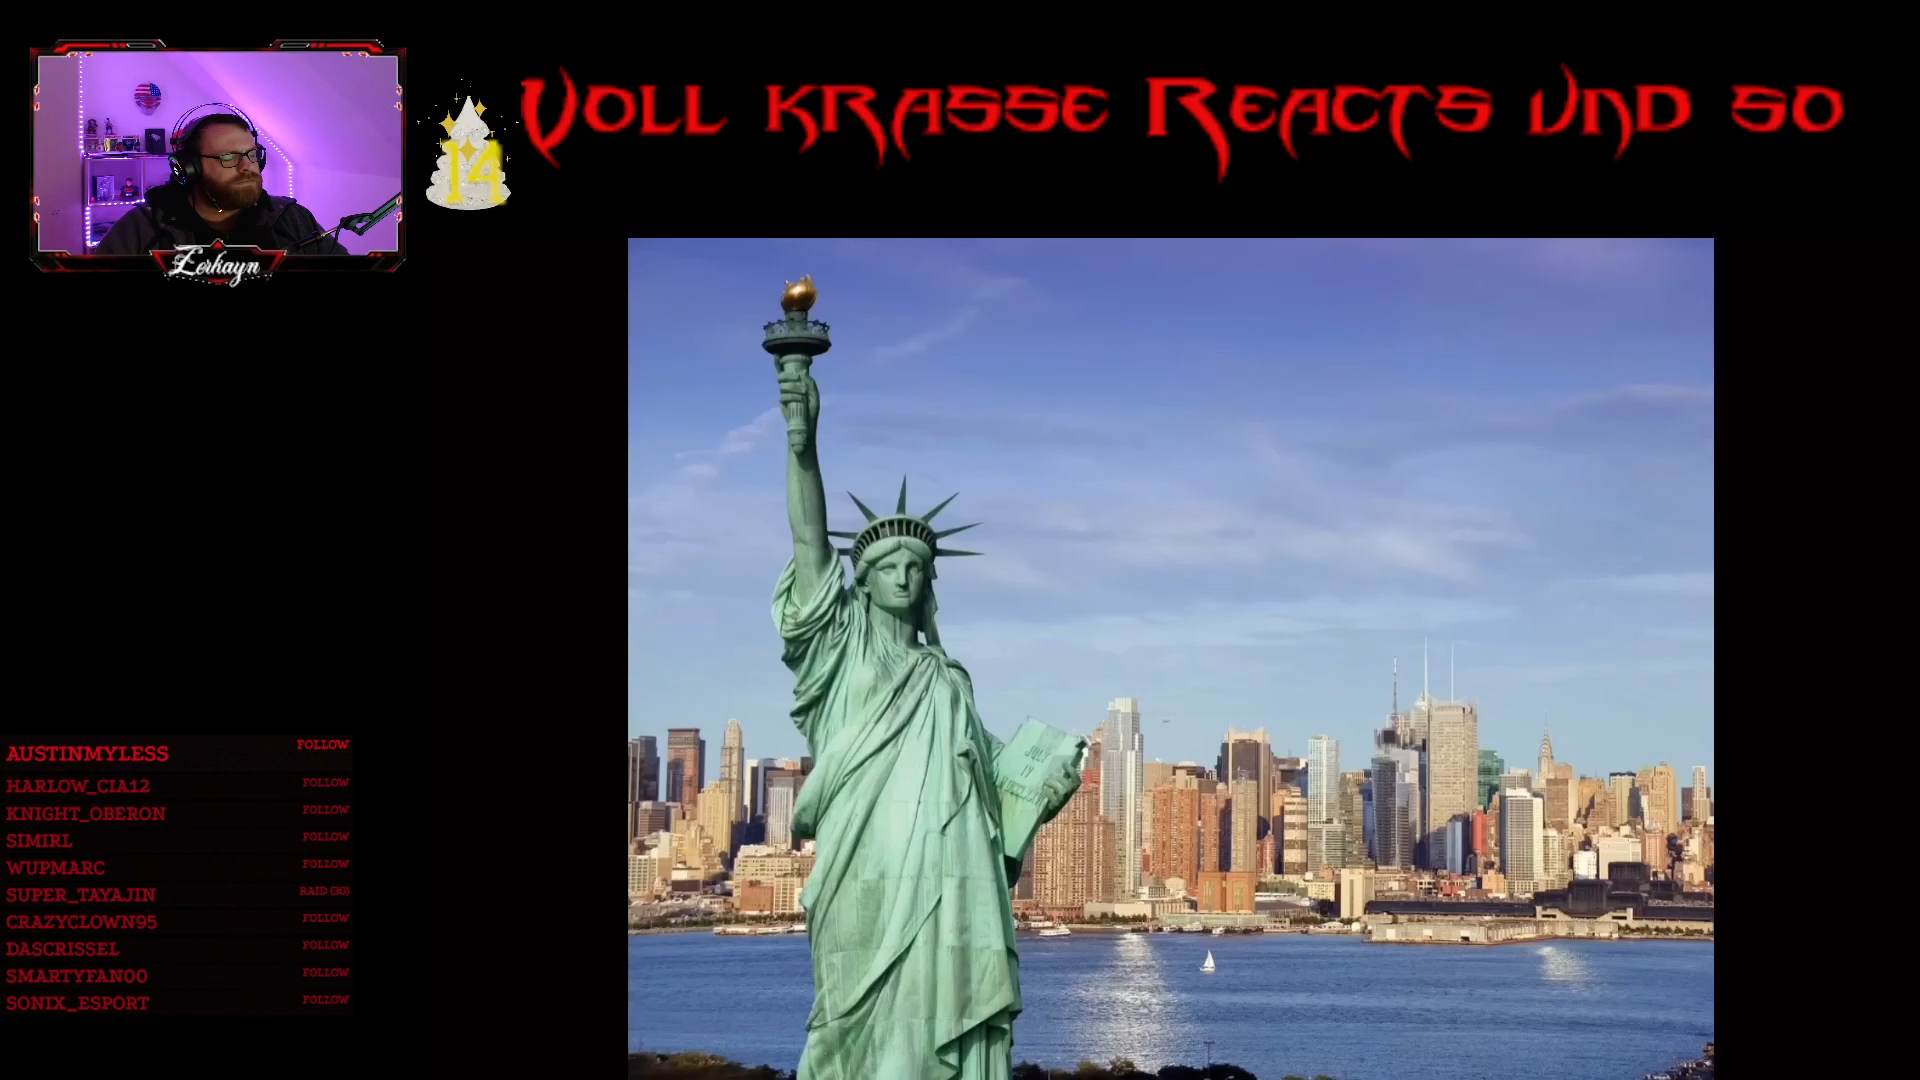 Voll krasse Reacts und so
14
Zerkayn
JULY
IV
AUSTINMYLESS FOLLOW
HARLOW_CIA12 FOLLOW
KNIGHT_OBERON FOLLOW
SIMIRL FOLLOW
WUPMARC FOLLOW
SUPER_TAYAJIN RAID (30)
CRAZYCLOWN95 FOLLOW
DASCRISSEL FOLLOW
SMARTYFAN00 FOLLOW
SONIX_ESPORT FOLLOW